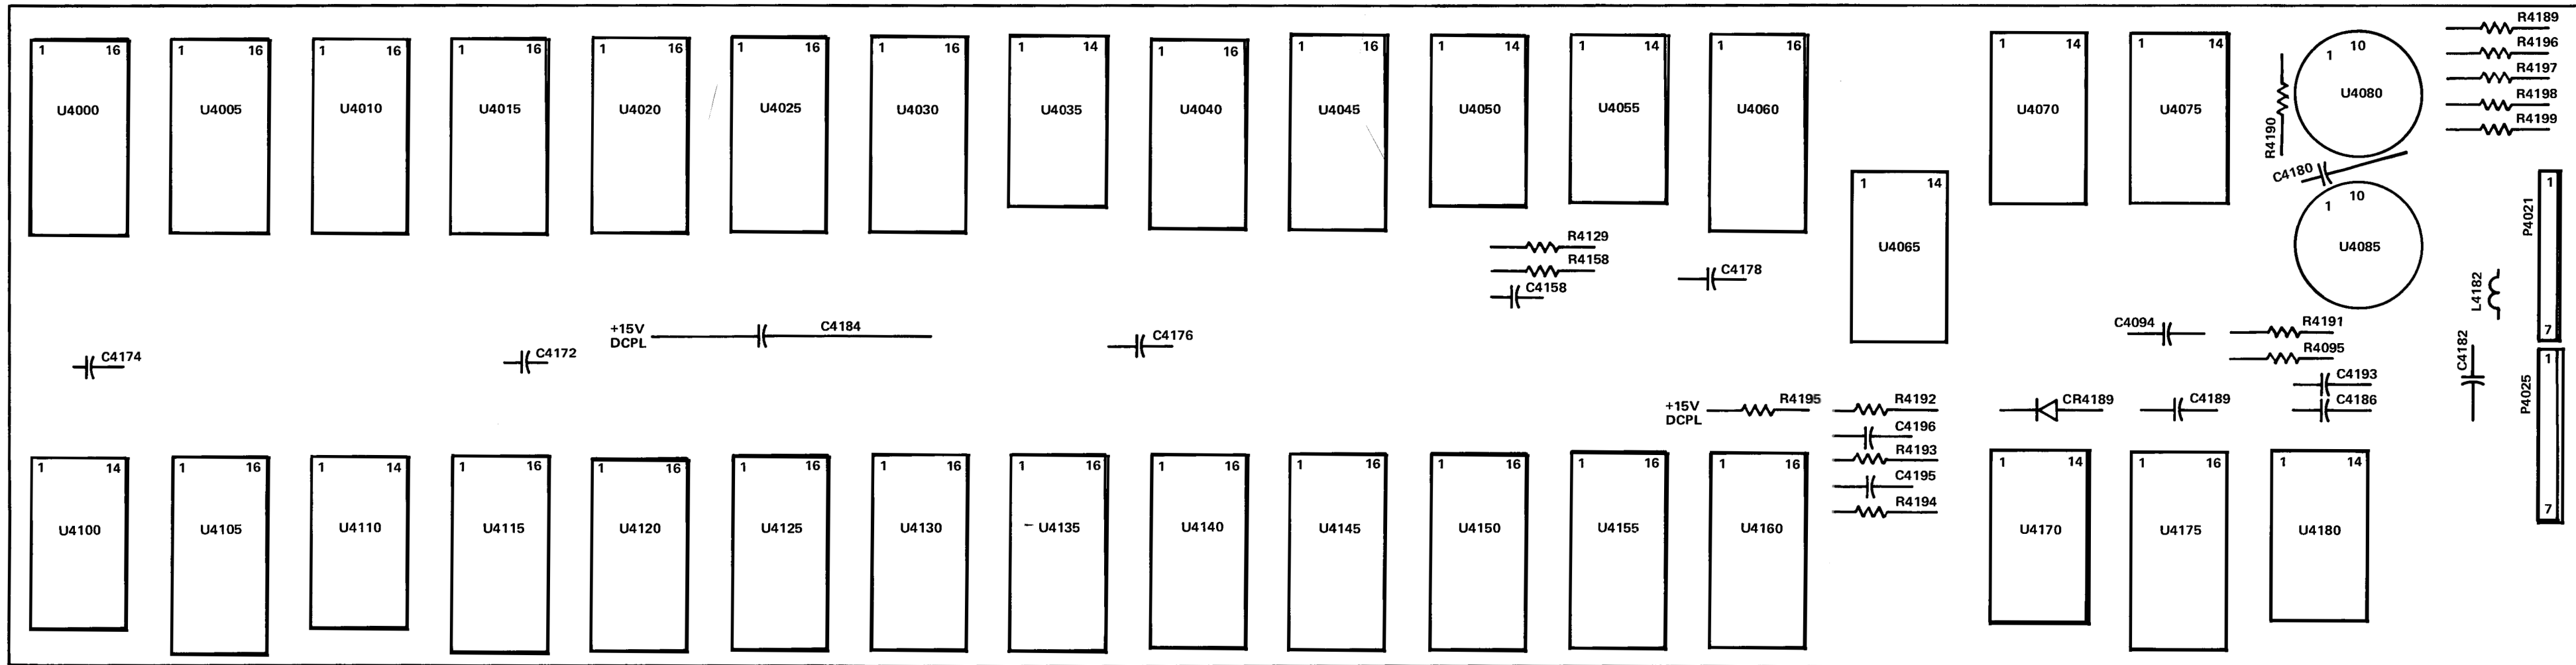 R4189
R4196
R4197
R4198
R4199
1 16 U4000
1 16 U4005
1 16 U4010
1 16 U4015
1 16 U4020
1 16 U4025
1 16 U4030
1 14 U4035
1 16 U4040
1 16 U4045
1 14 U4050
1 14 U4055
1 16 U4060
1 14 U4070
1 14 U4075
R4190
1 10 U4080
C4180
1 14 U4065
1 10 U4085
P4021
1
7
R4129
R4158
C4158
C4178
L4182
+15V
DCPL
C4184
C4176
C4094
R4191
R4095
C4174
C4172
C4182
C4193
C4186
P4025
1
7
+15V
DCPL
R4195
R4192
C4196
R4193
C4195
R4194
CR4189
C4189
1 14 U4100
1 16 U4105
1 14 U4110
1 16 U4115
1 16 U4120
1 16 U4125
1 16 U4130
1 16 U4135
1 16 U4140
1 16 U4145
1 16 U4150
1 16 U4155
1 16 U4160
1 14 U4170
1 16 U4175
1 14 U4180